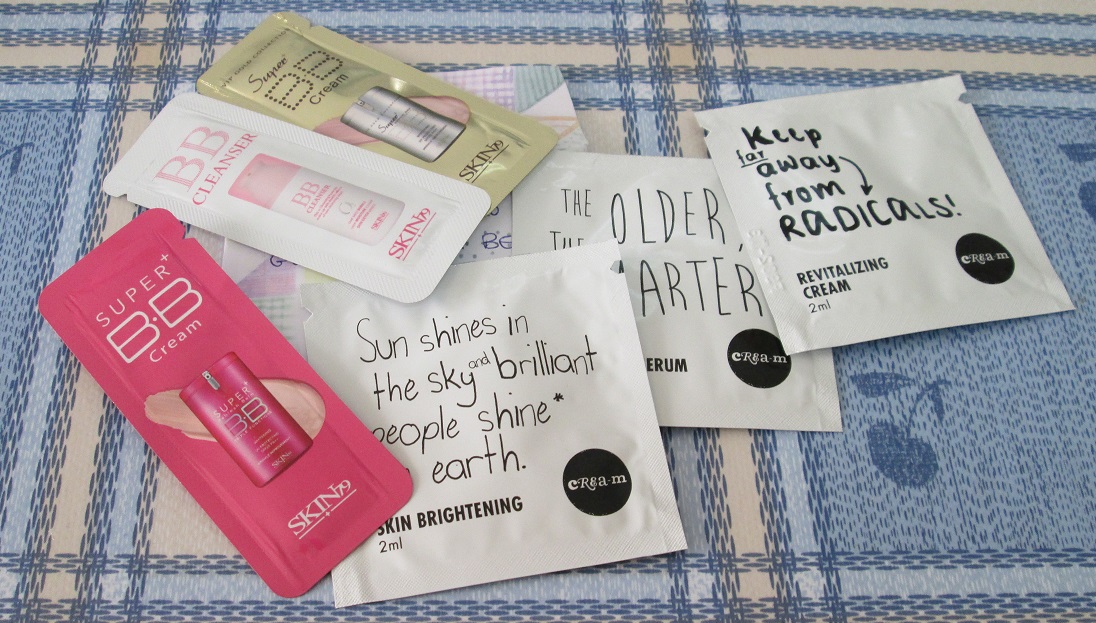 Super
BB
cream
SKIN79
BB
CLEANSER
BB
CLEANSER
SKIN79
SUPER+
B·B
Cream
SUPER+
B·B
SKIN79
Sun shines in
the sky and brilliant
people shine*
earth.
SKIN BRIGHTENING
2ml
CREa-m
THE OLDER,
THE
ARTER
ERUM
CREa-m
BE
Keep
far away
from
RADICALS!
REVITALIZING
CREAM
2ml
CREa-m